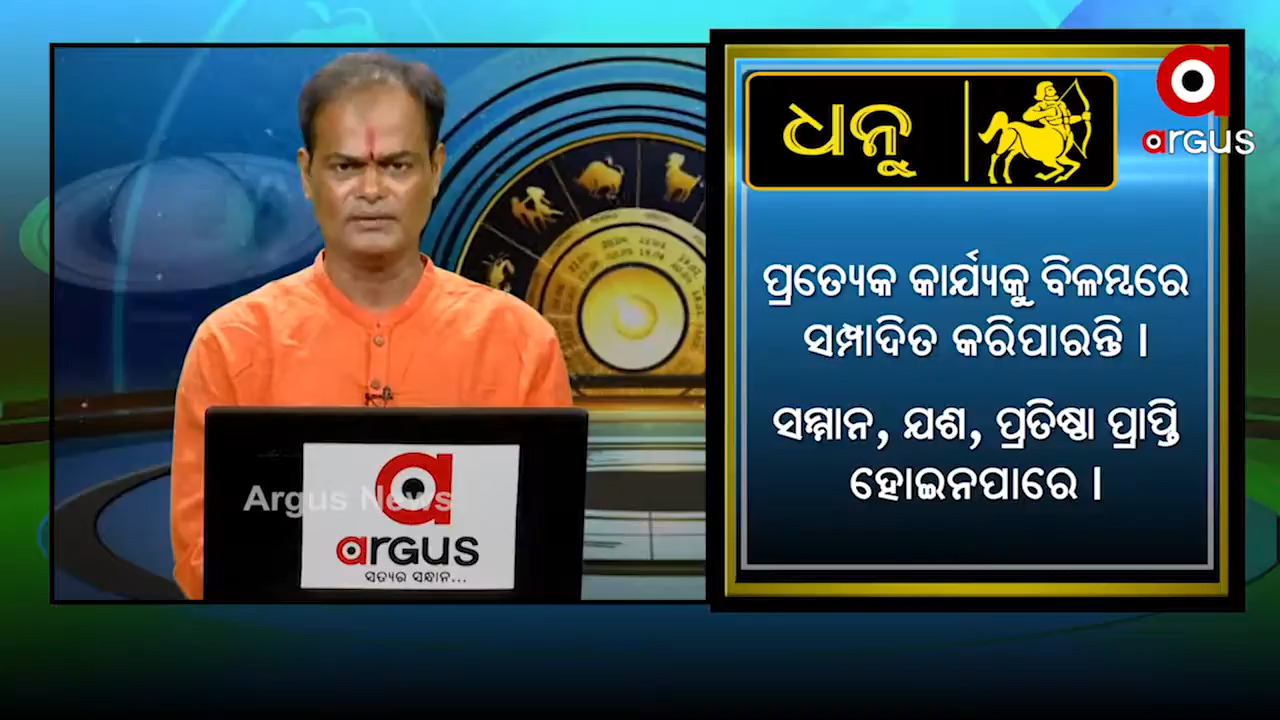 ଧନୁ
argus
ପ୍ରତ୍ୟେକ କାର୍ଯ୍ୟକୁ ବିଳମ୍ବରେ
ସମ୍ପାଦିତ କରିପାରନ୍ତି ।
ସମ୍ମାନ, ଯଶ, ପ୍ରତିଷ୍ଠା ପ୍ରାପ୍ତି
ହୋଇନପାରେ ।
Argus News
argus
ସତ୍ୟର ସନ୍ଧାନ...